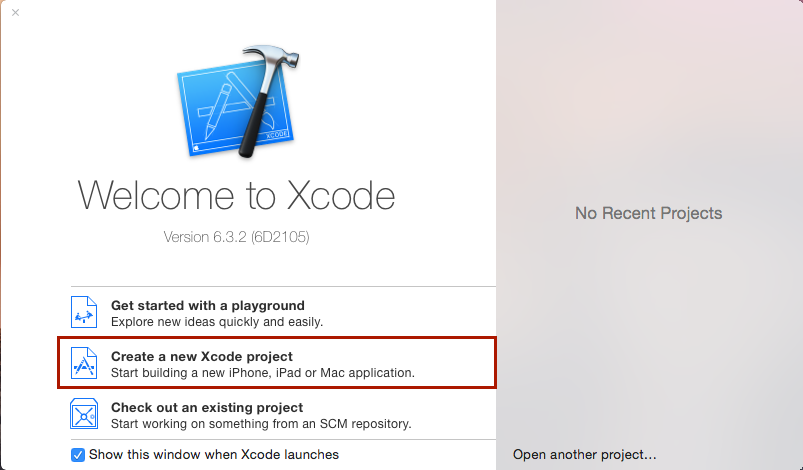 XCODE
Welcome to Xcode
Version 6.3.2 (6D2105)
Get started with a playground
Explore new ideas quickly and easily.
Create a new Xcode project
Start building a new iPhone, iPad or Mac application.
Check out an existing project
Start working on something from an SCM repository.
Show this window when Xcode launches
No Recent Projects
Open another project...